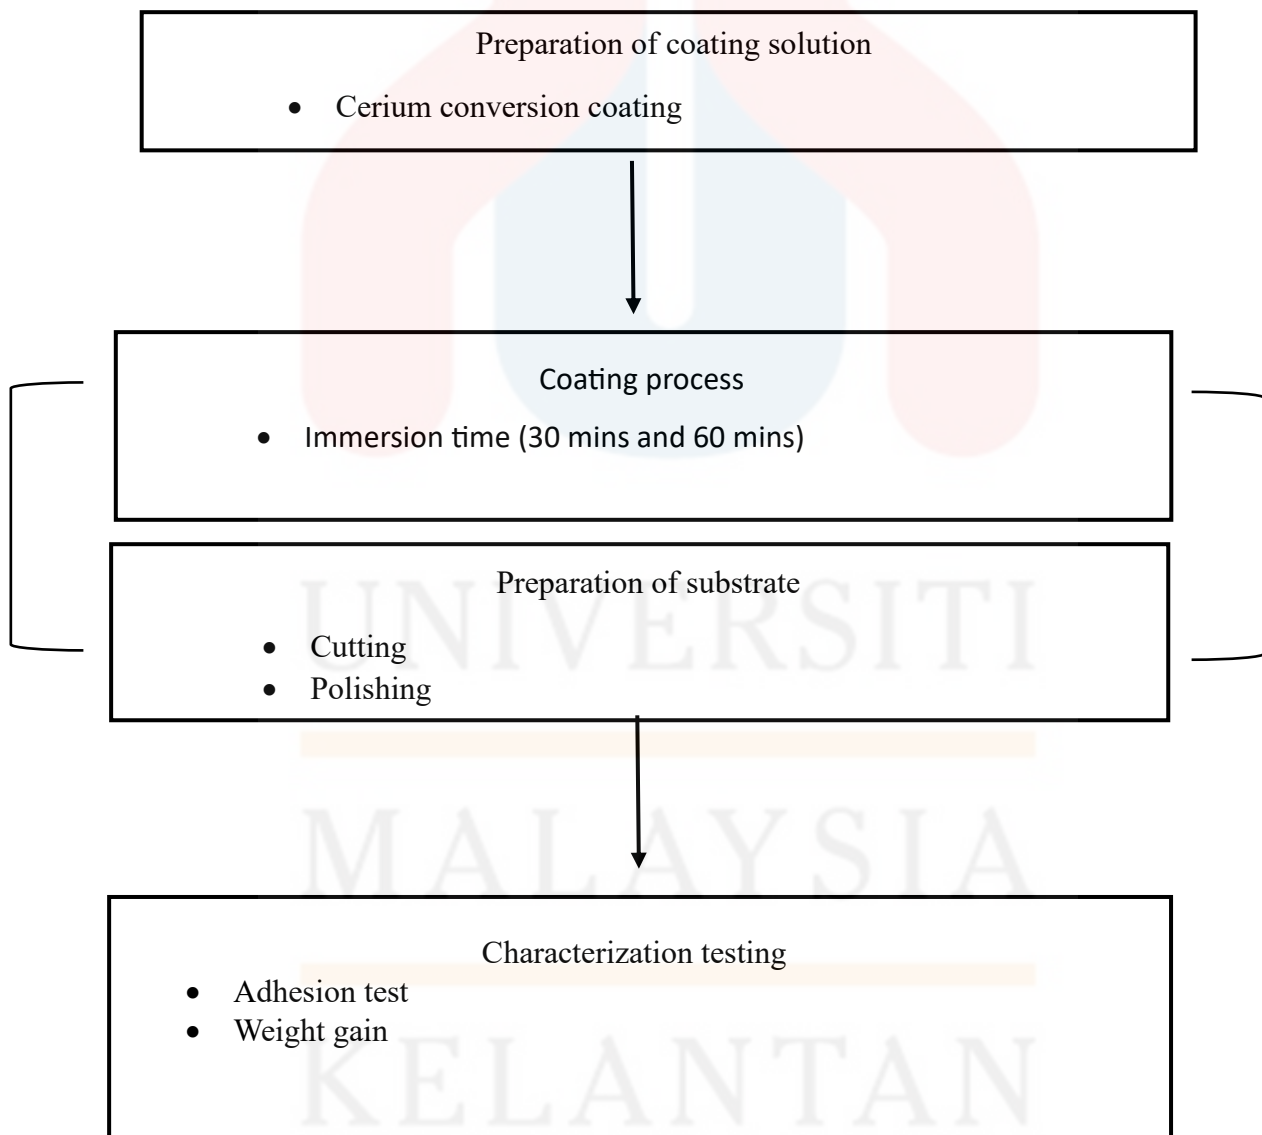 Preparation of coating solution
• Cerium conversion coating
Coating process
• Immersion time (30 mins and 60 mins)
Preparation of substrate
UNIVERSITI
• Cutting
• Polishing
MALAYSIA
Characterization testing
• Adhesion test
• Weight gain
KELANTAN